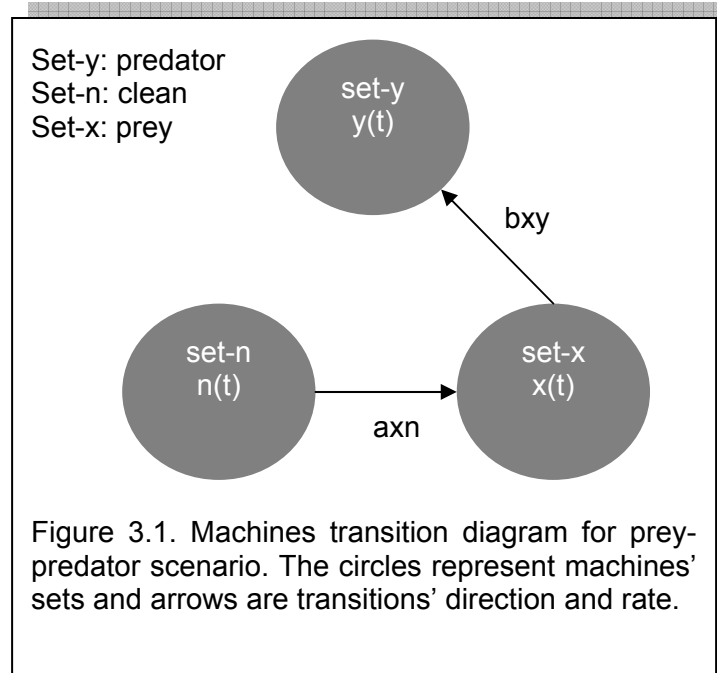 Set-y: predator
Set-n: clean
Set-x: prey
set-y
y(t)
bxy
set-n
n(t)
set-x
x(t)
axn
Figure 3.1. Machines transition diagram for prey-
predator scenario. The circles represent machines’
sets and arrows are transitions’ direction and rate.